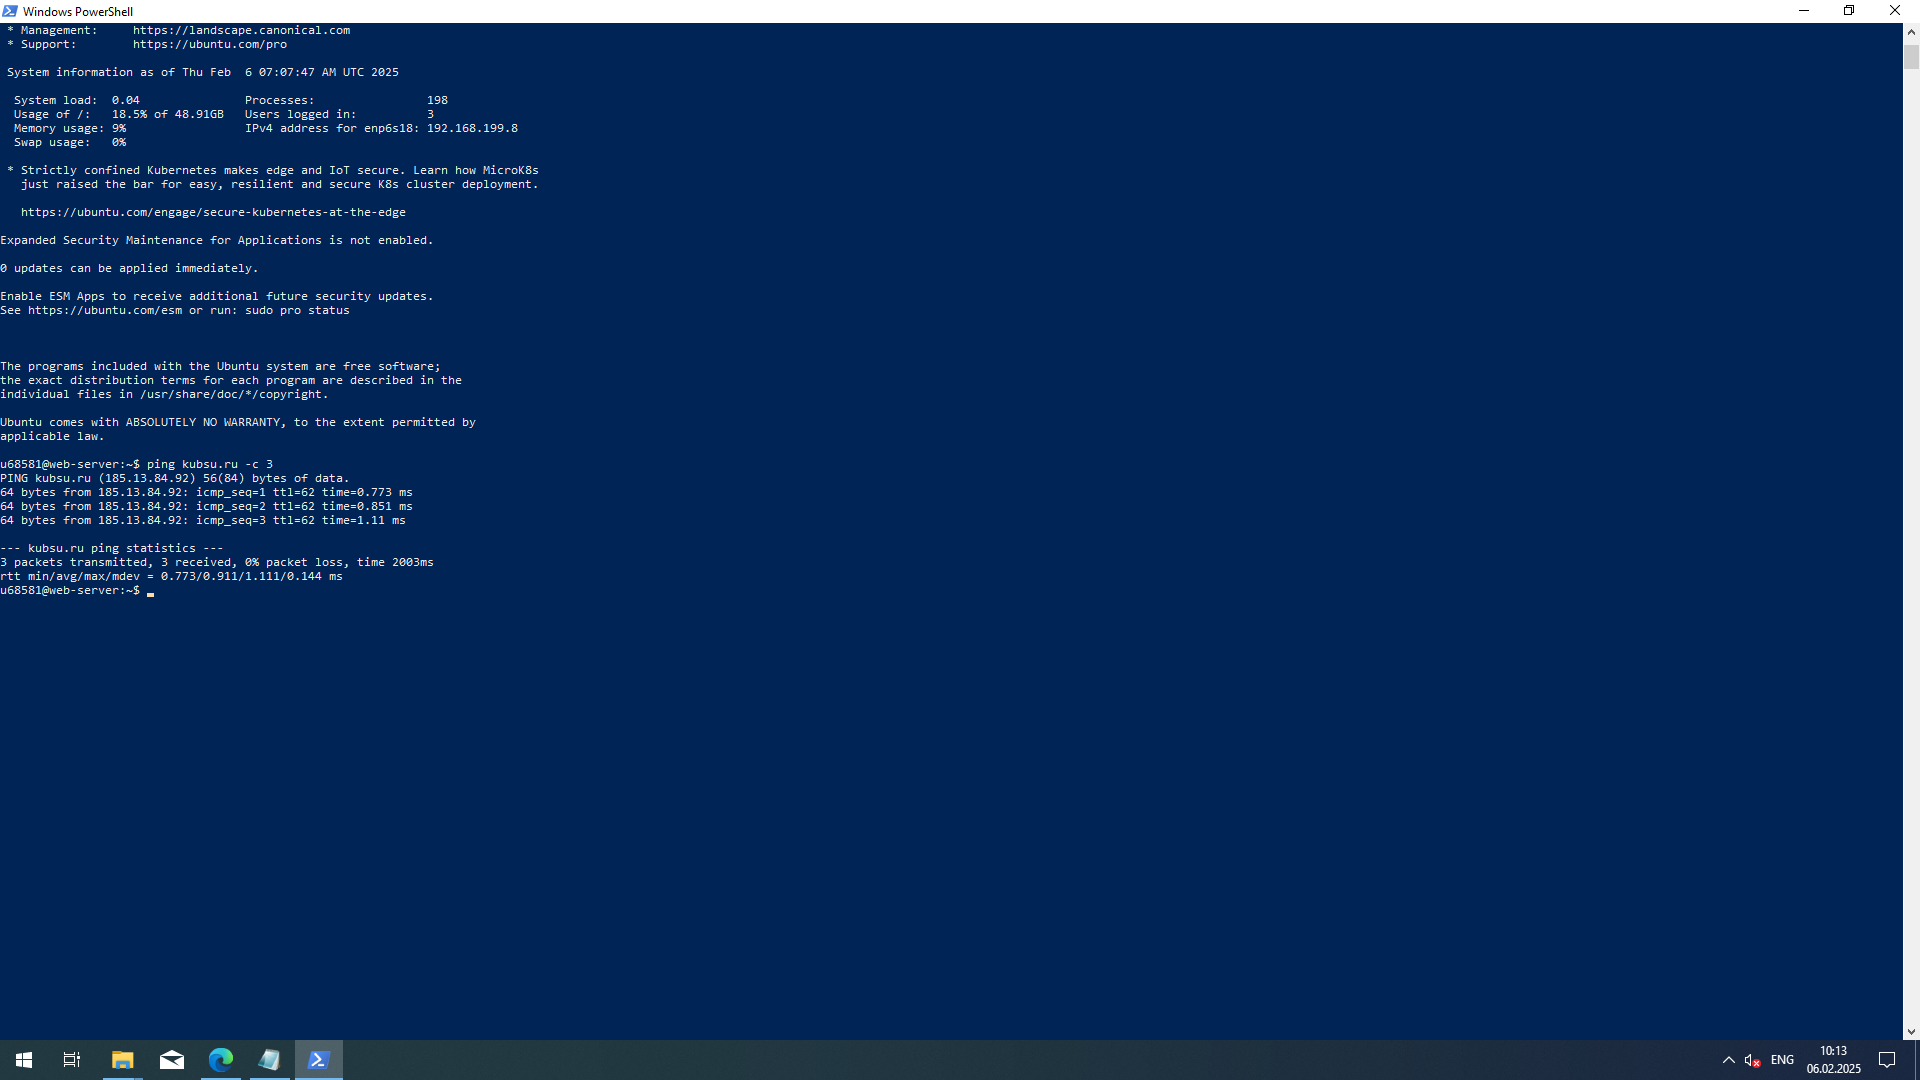 Windows PowerShell
* Management:     https://landscape.canonical.com
* Support:        https://ubuntu.com/pro
System information as of Thu Feb  6 07:07:47 AM UTC 2025
System load:  0.04               Processes:                198
Usage of /:   18.5% of 48.91GB   Users logged in:          3
Memory usage: 9%                 IPv4 address for enp6s18: 192.168.199.8
Swap usage:   0%
* Strictly confined Kubernetes makes edge and IoT secure. Learn how MicroK8s
just raised the bar for easy, resilient and secure K8s cluster deployment.
https://ubuntu.com/engage/secure-kubernetes-at-the-edge
Expanded Security Maintenance for Applications is not enabled.
0 updates can be applied immediately.
Enable ESM Apps to receive additional future security updates.
See https://ubuntu.com/esm or run: sudo pro status
The programs included with the Ubuntu system are free software;
the exact distribution terms for each program are described in the
individual files in /usr/share/doc/*/copyright.
Ubuntu comes with ABSOLUTELY NO WARRANTY, to the extent permitted by
applicable law.
u68581@web-server:~$ ping kubsu.ru -c 3
PING kubsu.ru (185.13.84.92) 56(84) bytes of data.
64 bytes from 185.13.84.92: icmp_seq=1 ttl=62 time=0.773 ms
64 bytes from 185.13.84.92: icmp_seq=2 ttl=62 time=0.851 ms
64 bytes from 185.13.84.92: icmp_seq=3 ttl=62 time=1.11 ms
--- kubsu.ru ping statistics ---
3 packets transmitted, 3 received, 0% packet loss, time 2003ms
rtt min/avg/max/mdev = 0.773/0.911/1.111/0.144 ms
u68581@web-server:~$
ENG
10:13
06.02.2025